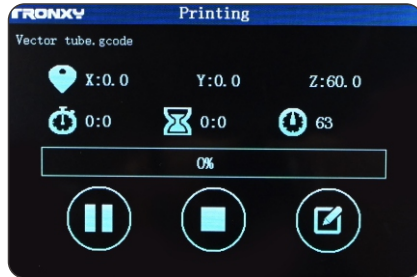 TRONXY Printing
Vector tube.gcode
X:0.0 Y:0.0 Z:60.0
0:0 0:0 63
0%